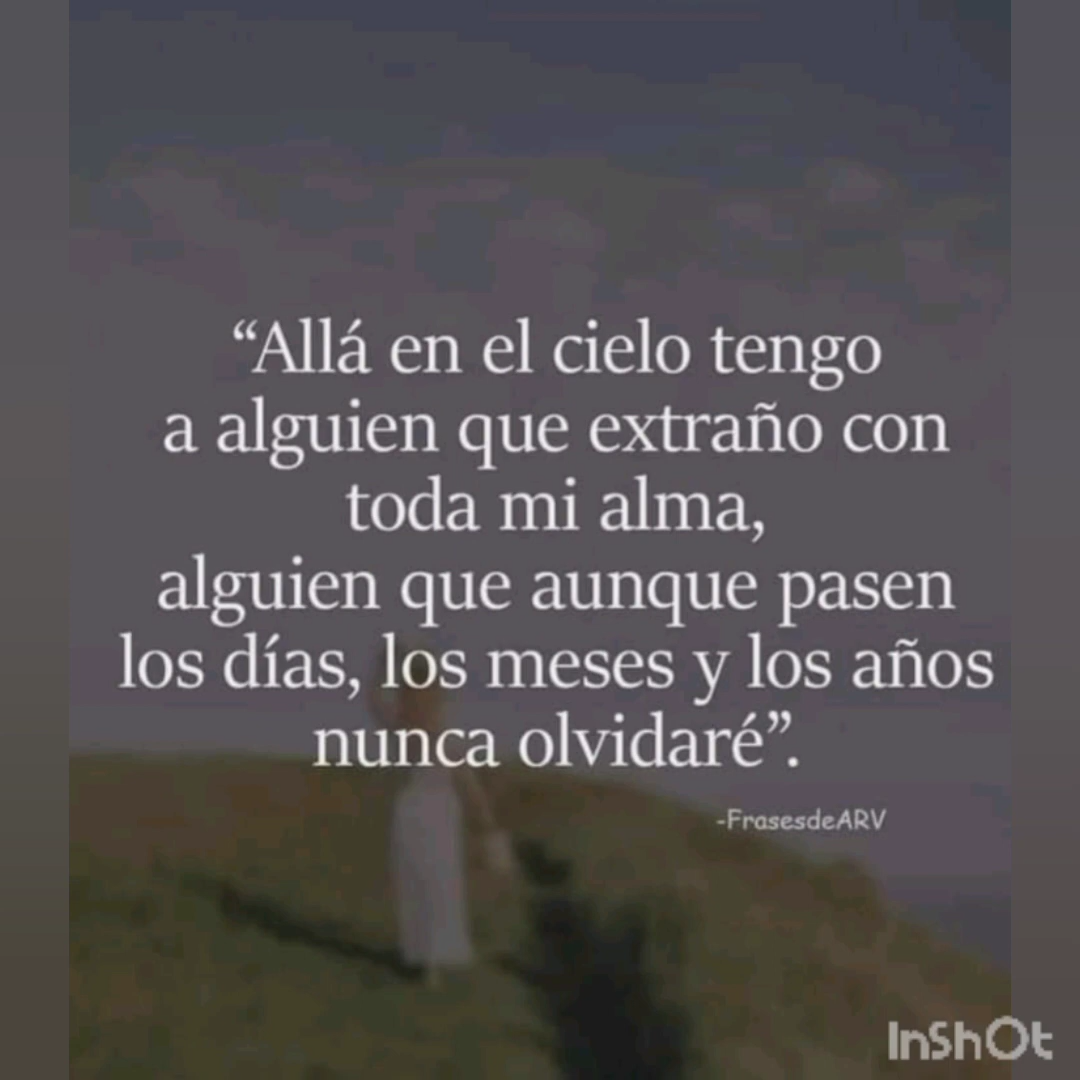 “Allá en el cielo tengo
a alguien que extraño con
toda mi alma,
alguien que aunque pasen
los días, los meses y los años
nunca olvidaré”.
-FrasesdeARV
InShOt